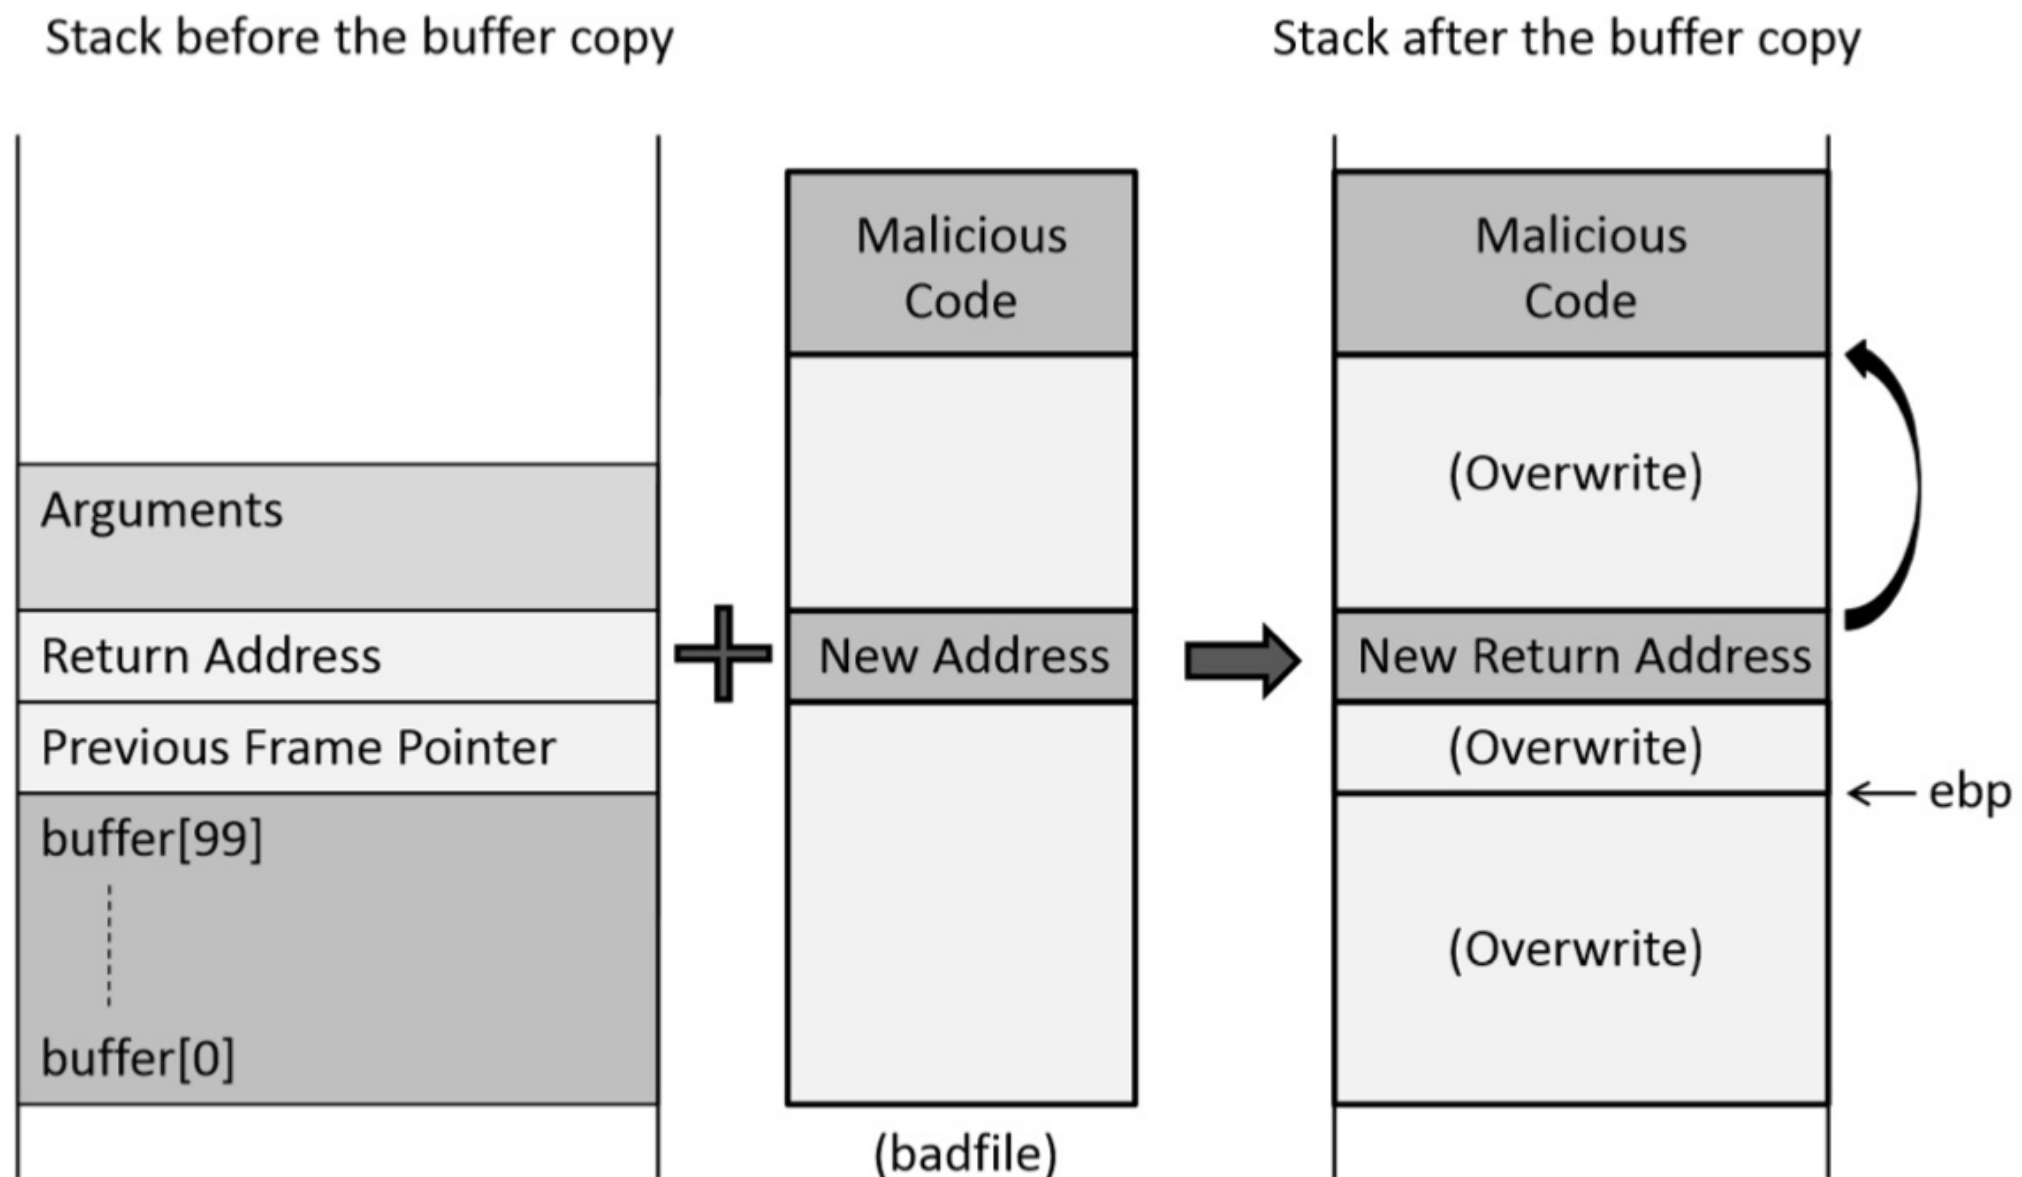 Stack before the buffer copy
Stack after the buffer copy
Arguments
Return Address
Previous Frame Pointer
buffer[99]
buffer[0]
Malicious
Code
New Address
(badfile)
Malicious
Code
(Overwrite)
New Return Address
(Overwrite)
ebp
(Overwrite)